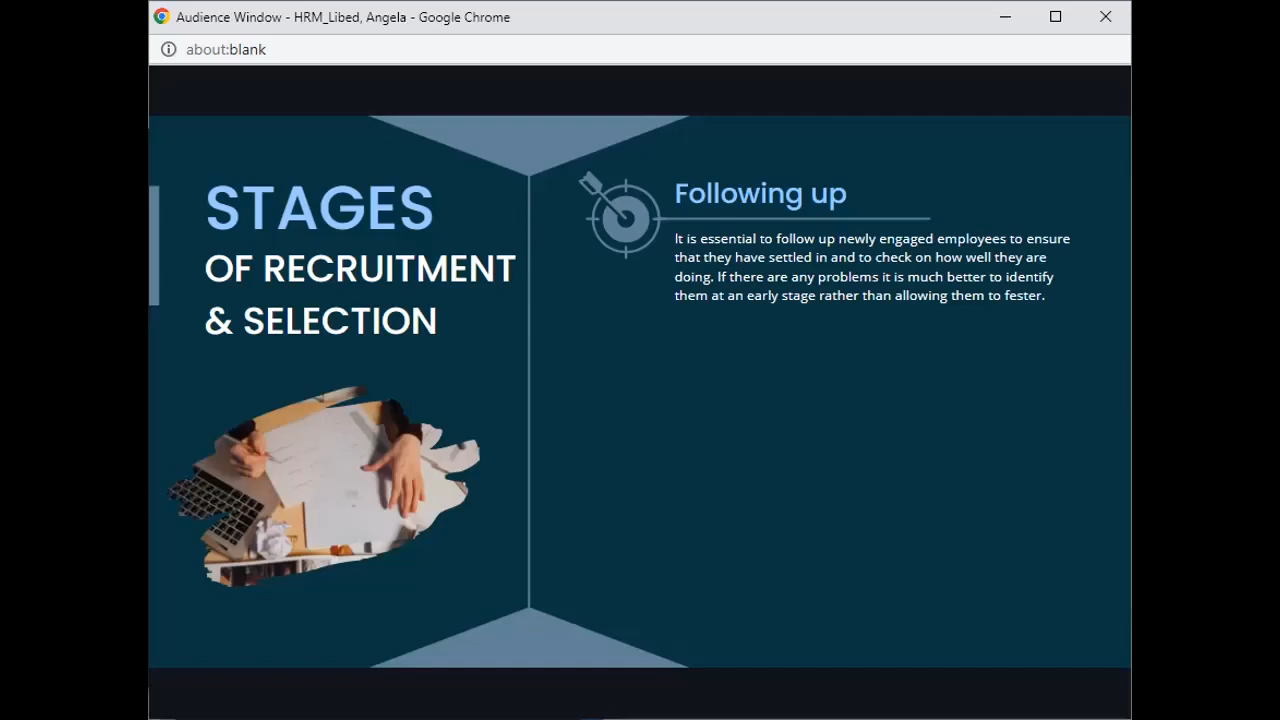 Audience Window - HRM_Libed, Angela - Google Chrome
about:blank
STAGES
OF RECRUITMENT
& SELECTION
Following up
It is essential to follow up newly engaged employees to ensure
that they have settled in and to check on how well they are
doing. If there are any problems it is much better to identify
them at an early stage rather than allowing them to fester.